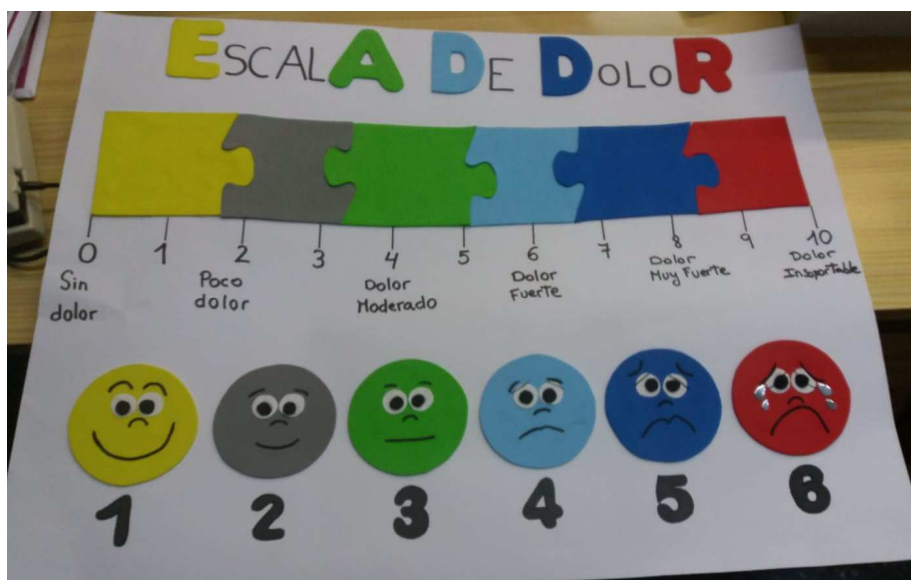 ESCALA DE DOLOR
0 1 2 3 4 5 6 7 8 9 10
Sin dolor
Poco dolor
Dolor Moderado
Dolor Fuerte
Dolor Muy Fuerte
Dolor Insoportable
1 2 3 4 5 6